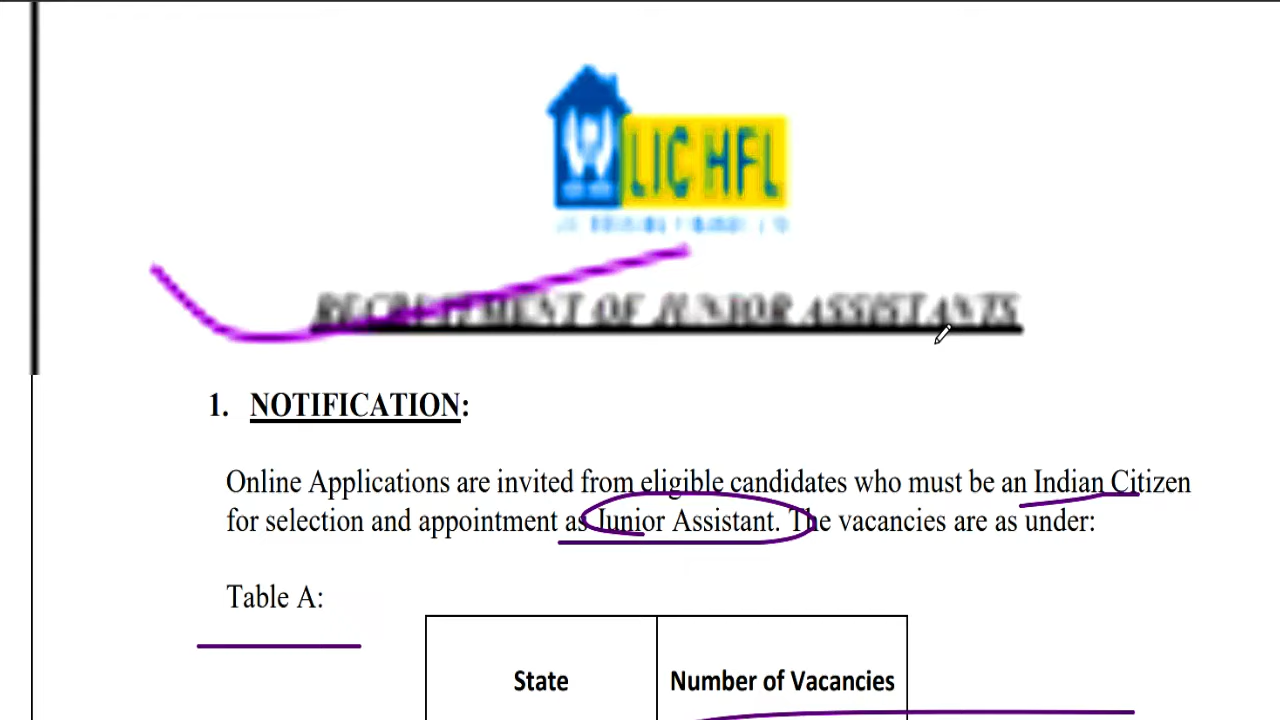 LIC HFL
RECRUITMENT OF JUNIOR ASSISTANTS
1. NOTIFICATION:
Online Applications are invited from eligible candidates who must be an Indian Citizen
for selection and appointment as Junior Assistant. The vacancies are as under:
Table A:
State
Number of Vacancies